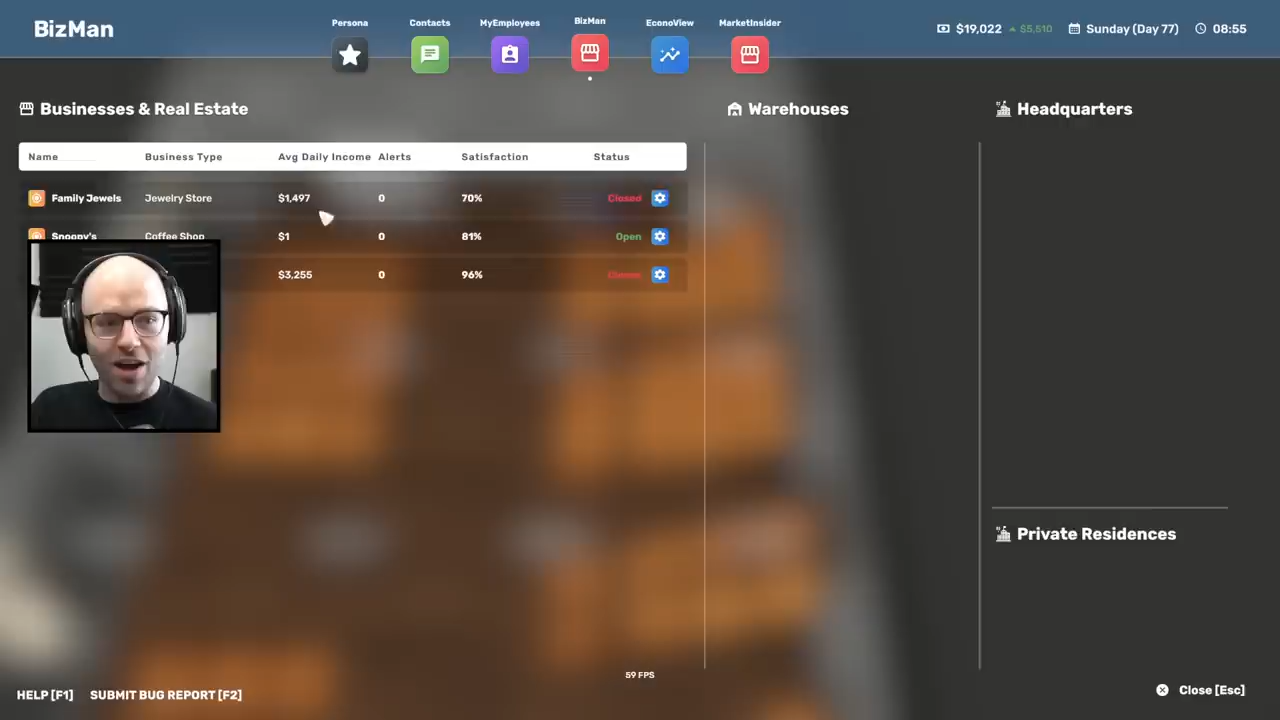 BizMan
Persona
Contacts
MyEmployees
BizMan
EconoView
MarketInsider
$19,022
$5,510
Sunday (Day 77)
08:55
Businesses & Real Estate
Name
Business Type
Avg Daily Income
Alerts
Satisfaction
Status
Family Jewels
Jewelry Store
$1,497
0
70%
Closed
Snoopy's
Coffee Shop
$1
0
81%
Open
$3,255
0
96%
Closed
Warehouses
Headquarters
Private Residences
59 FPS
HELP [F1]
SUBMIT BUG REPORT [F2]
Close [Esc]